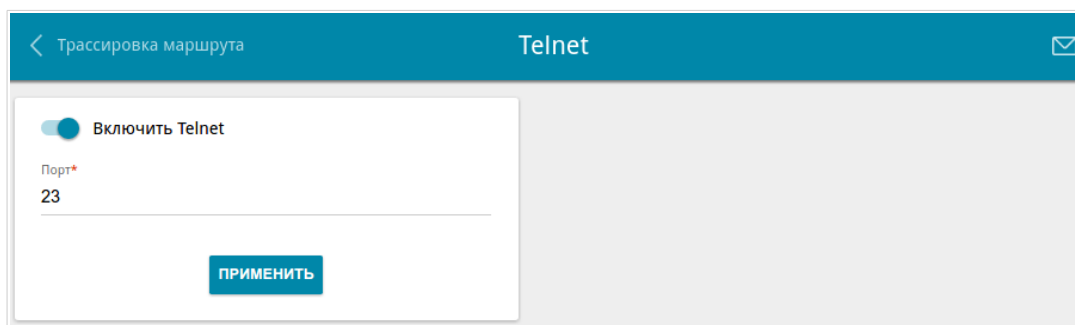 Трассировка маршрута
Telnet
Включить Telnet
Порт*
23
ПРИМЕНИТЬ